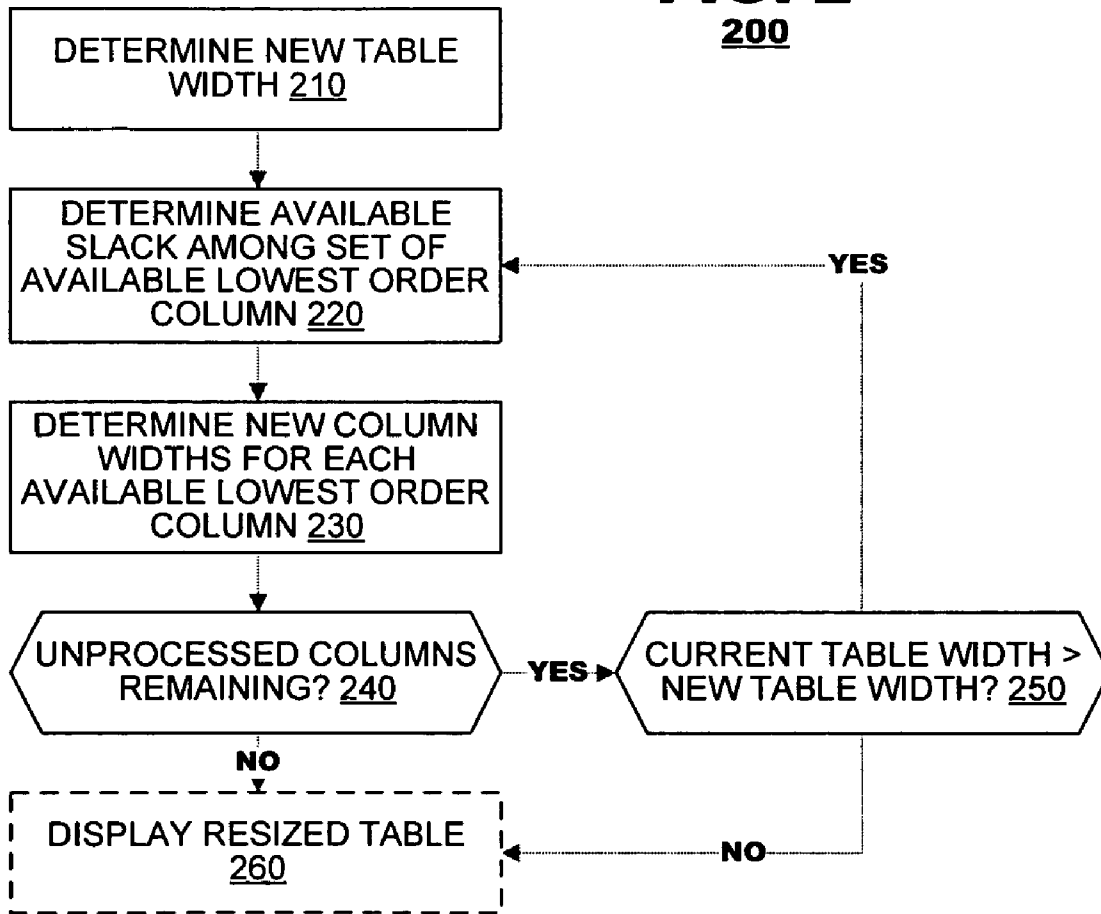 200
DETERMINE NEW TABLE
WIDTH 210
DETERMINE AVAILABLE
SLACK AMONG SET OF
AVAILABLE LOWEST ORDER
COLUMN 220
YES
DETERMINE NEW COLUMN
WIDTHS FOR EACH
AVAILABLE LOWEST ORDER
COLUMN 230
UNPROCESSED COLUMNS
REMAINING? 240
YES
CURRENT TABLE WIDTH >
NEW TABLE WIDTH? 250
NO
DISPLAY RESIZED TABLE
260
NO